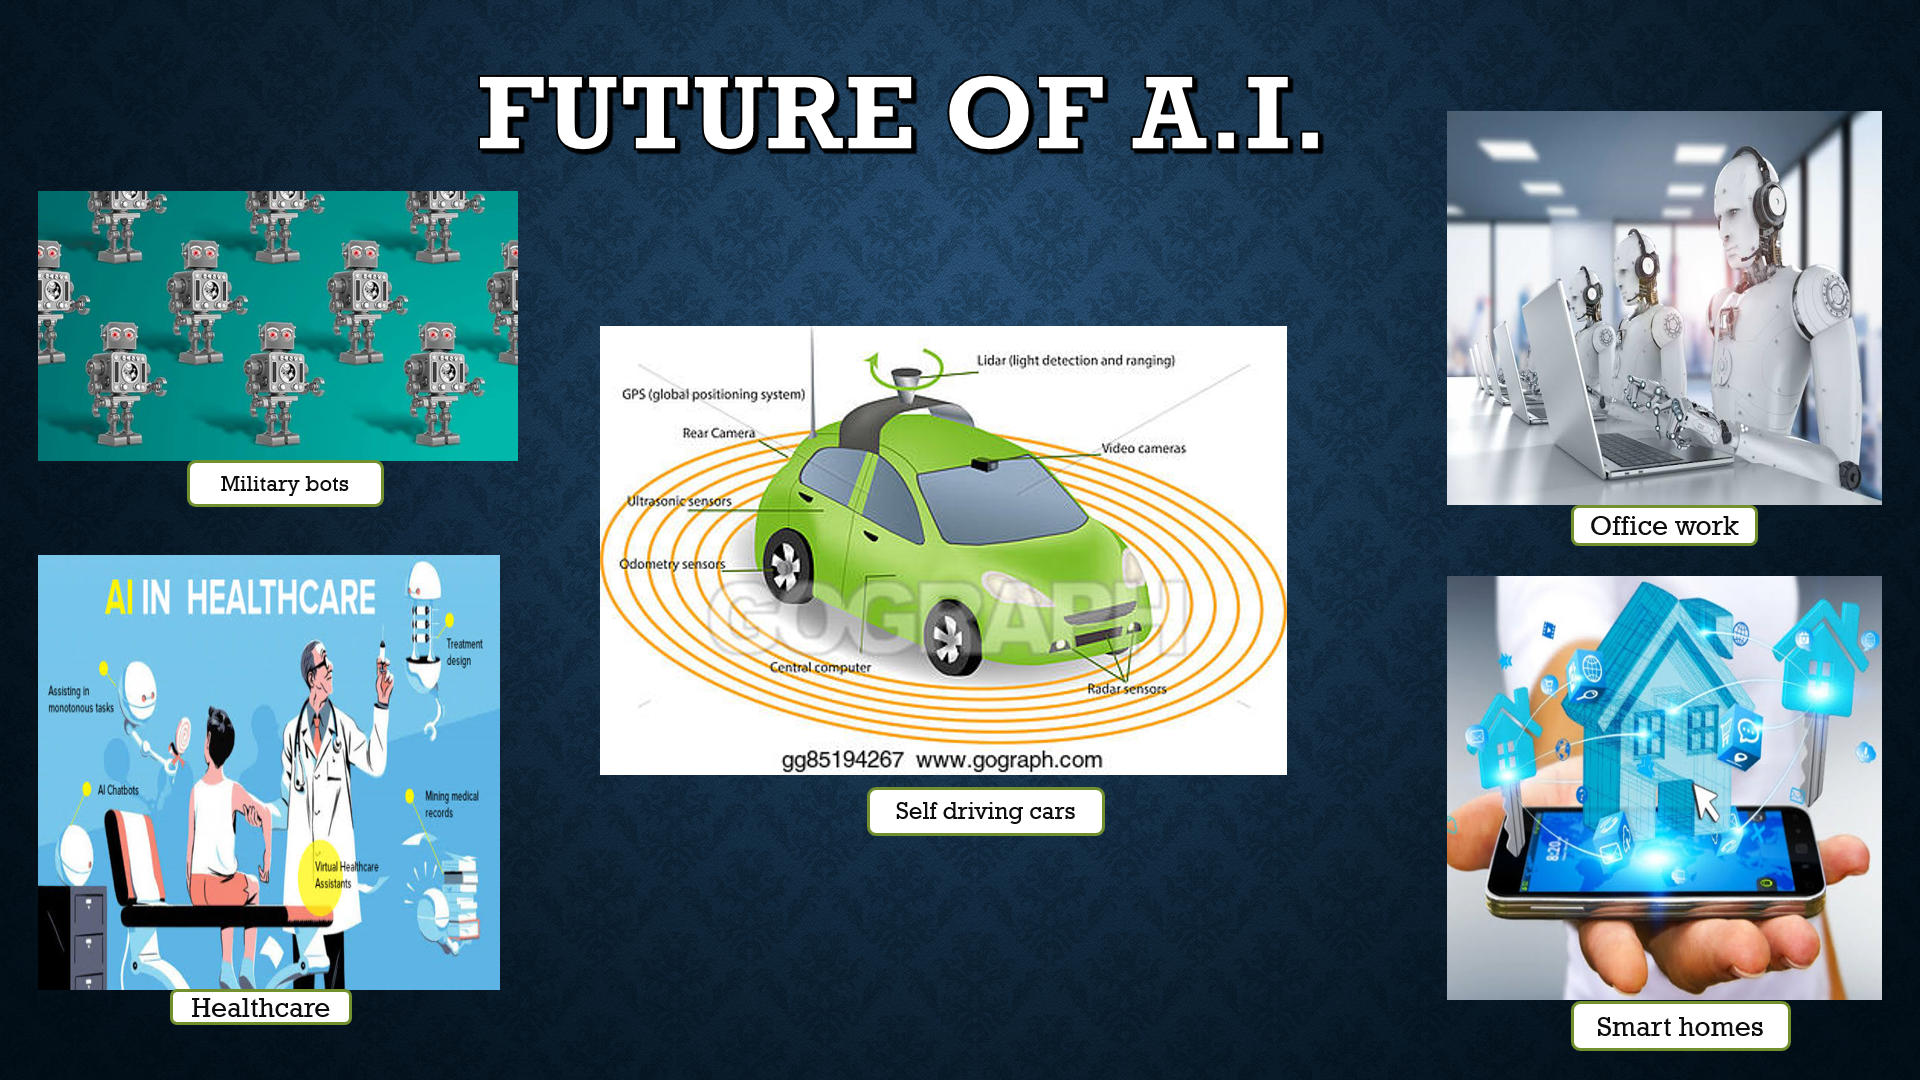 FUTURE OF A.I.
Military bots
AI IN HEALTHCARE
Treatment
design
Assisting in
monotonous tasks
AI Chatbots
Mining medical
records
Virtual Healthcare
Assistants
Healthcare
Lidar (light detection and ranging)
GPS (global positioning system)
Rear Camera
Video cameras
Ultrasonic sensors
Odometry sensors
GOGRAPH
Central computer
Radar sensors
gg85194267 www.gograph.com
Self driving cars
Office work
8:20
Smart homes